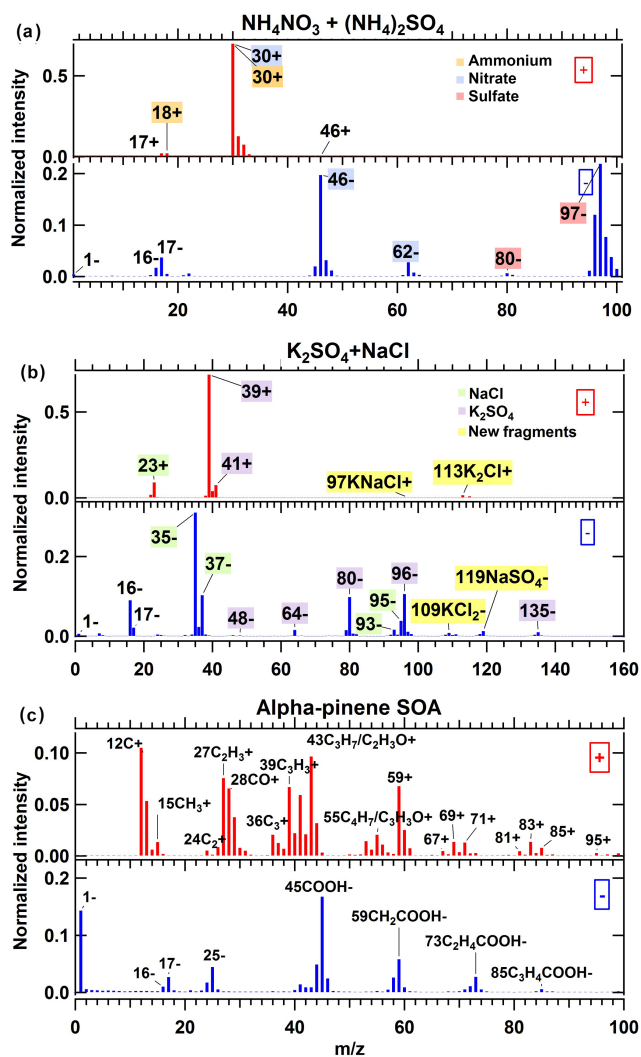 (a) NH4NO3 + (NH4)2SO4
Normalized intensity
0.5
0.0
17+
18+
30+
30+
46+
Ammonium
Nitrate
Sulfate
+
Normalized intensity
0.2
0.1
0.0
1-
16-
17-
46-
62-
80-
97-
-
20 40 60 80 100
(b) K2SO4+NaCl
Normalized intensity
0.5
0.0
23+
39+
41+
97KNaCl+
113K2Cl+
NaCl
K2SO4
New fragments
+
Normalized intensity
0.2
0.0
1-
16-
17-
35-
37-
48-
64-
80-
93-
95-
96-
109KCl2-
119NaSO4-
135-
-
0 20 40 60 80 100 120 140 160
(c) Alpha-pinene SOA
Normalized intensity
0.10
0.05
0.00
12C+
15CH3+
24C2+
27C2H3+
28CO+
36C3+
39C3H3+
43C3H7/C2H3O+
55C4H7/C3H3O+
59+
67+
69+
71+
81+
83+
85+
95+
+
Normalized intensity
0.2
0.1
0.0
1-
16-
17-
25-
45COOH-
59CH2COOH-
73C2H4COOH-
85C3H4COOH-
-
0 20 40 60 80 100
m/z